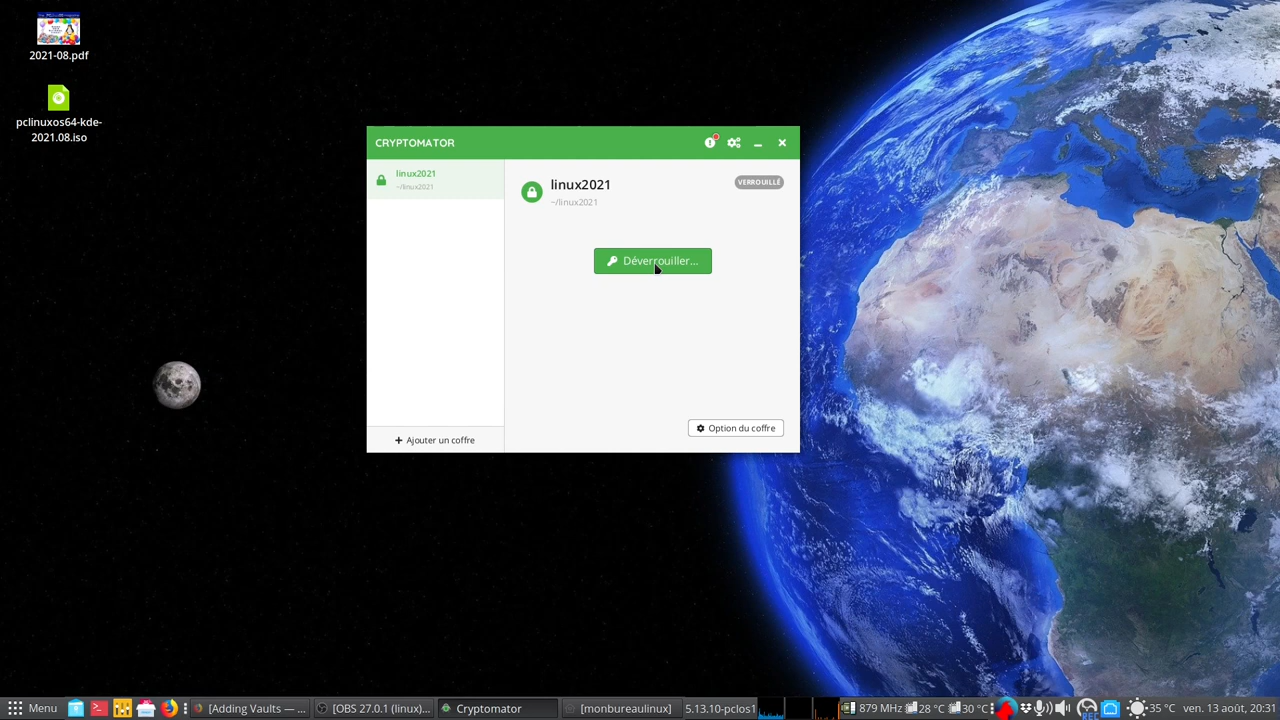 2021-08.pdf
pclinuxos64-kde-
2021.08.iso
CRYPTOMATOR
linux2021
~/linux2021
linux2021
~/linux2021
VERROUILLÉ
Déverrouiller...
Option du coffre
Ajouter un coffre
Menu
[Adding Vaults — ...
[OBS 27.0.1 (linux)...
Cryptomator
[monbureaulinux]
5.13.10-pclos1
879 MHz
28 °C
30 °C
35 °C
ven. 13 août, 20:31